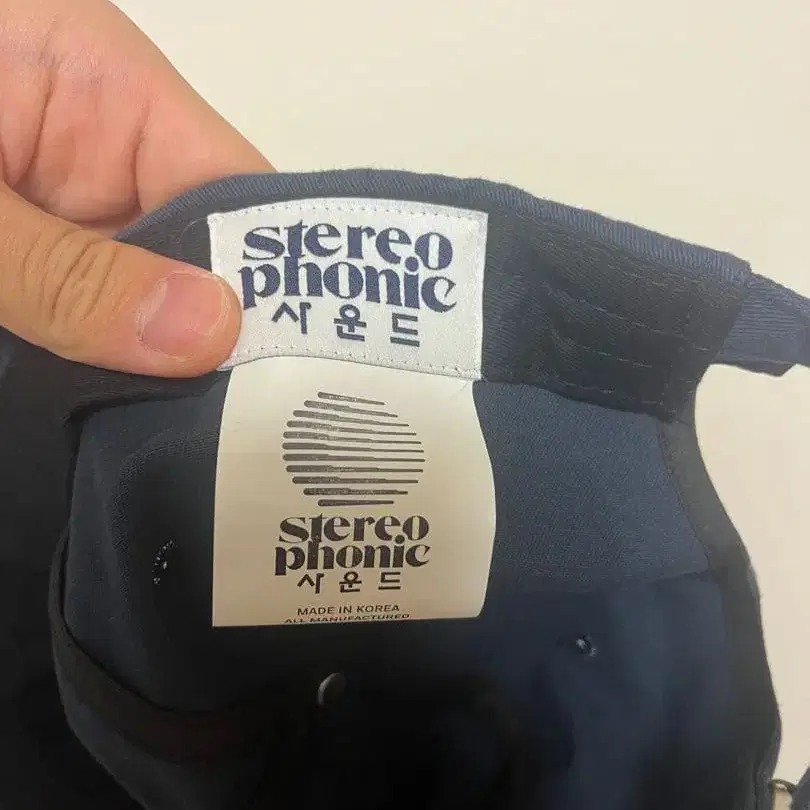 stereo
phonic
사운드
stereo
phonic
사운드
MADE IN KOREA
ALL MANUFACTURED